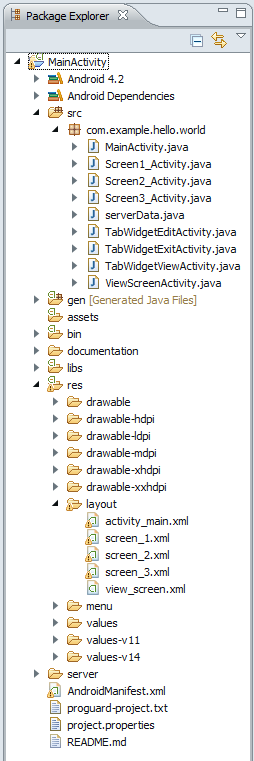 Package Explorer
MainActivity
Android 4.2
Android Dependencies
src
com.example.hello.world
MainActivity.java
Screen1_Activity.java
Screen2_Activity.java
Screen3_Activity.java
serverData.java
TabWidgetEditActivity.java
TabWidgetExitActivity.java
TabWidgetViewActivity.java
ViewScreenActivity.java
gen [Generated Java Files]
assets
bin
documentation
libs
res
drawable
drawable-hdpi
drawable-ldpi
drawable-mdpi
drawable-xhdpi
drawable-xxhdpi
layout
activity_main.xml
screen_1.xml
screen_2.xml
screen_3.xml
view_screen.xml
menu
values
values-v11
values-v14
server
AndroidManifest.xml
proguard-project.txt
project.properties
README.md